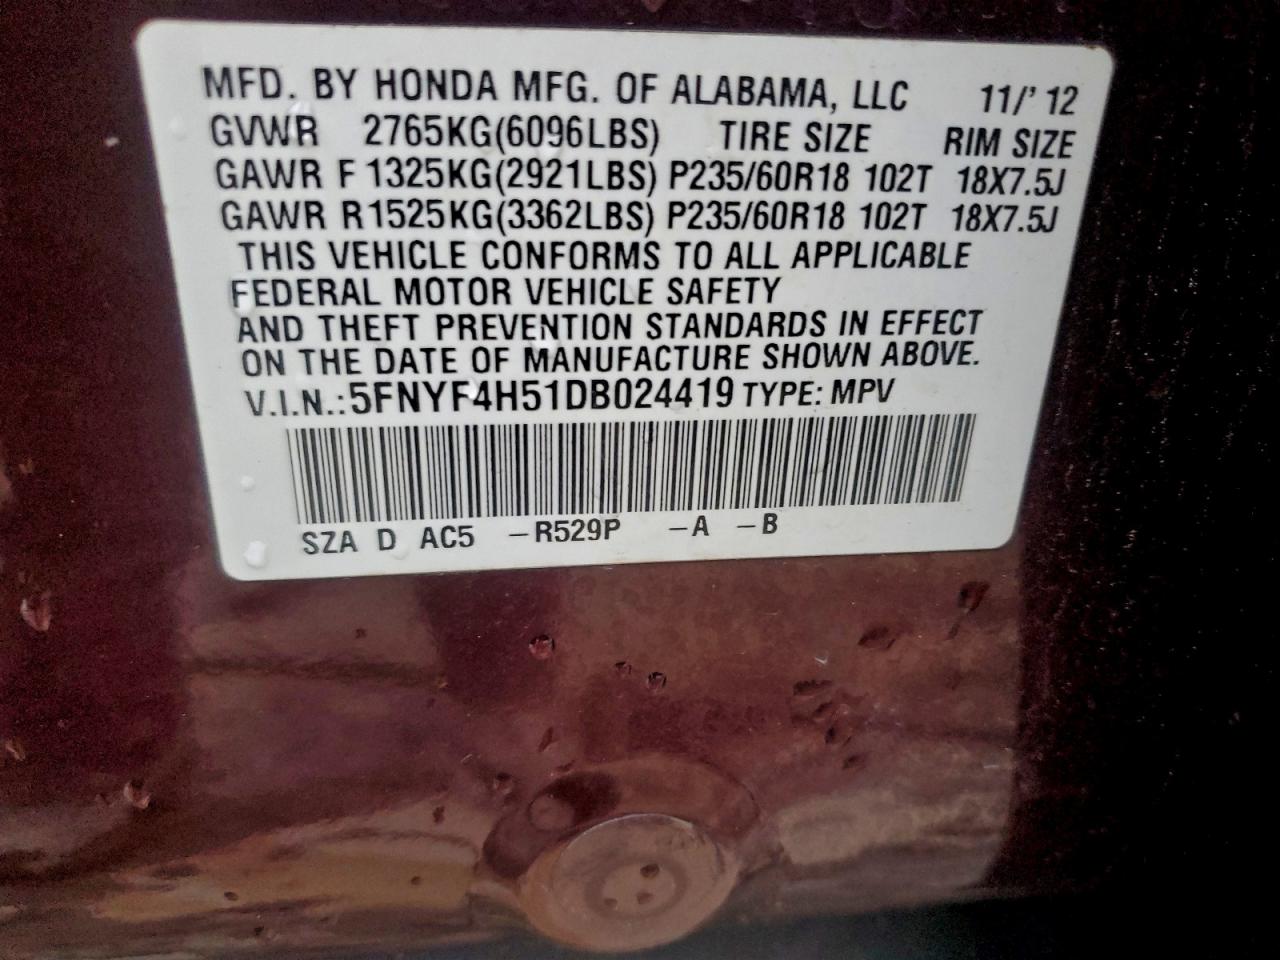 MFD. BY HONDA MFG. OF ALABAMA, LLC 11/' 12
GVWR 2765KG(6096LBS) TIRE SIZE RIM SIZE
GAWR F 1325KG(2921LBS) P235/60R18 102T 18X7.5J
GAWR R1525KG(3362LBS) P235/60R18 102T 18X7.5J
THIS VEHICLE CONFORMS TO ALL APPLICABLE
FEDERAL MOTOR VEHICLE SAFETY
AND THEFT PREVENTION STANDARDS IN EFFECT
ON THE DATE OF MANUFACTURE SHOWN ABOVE.
V.I.N.:5FNYF4H51DB024419 TYPE: MPV
SZA D AC5 -R529P -A -B